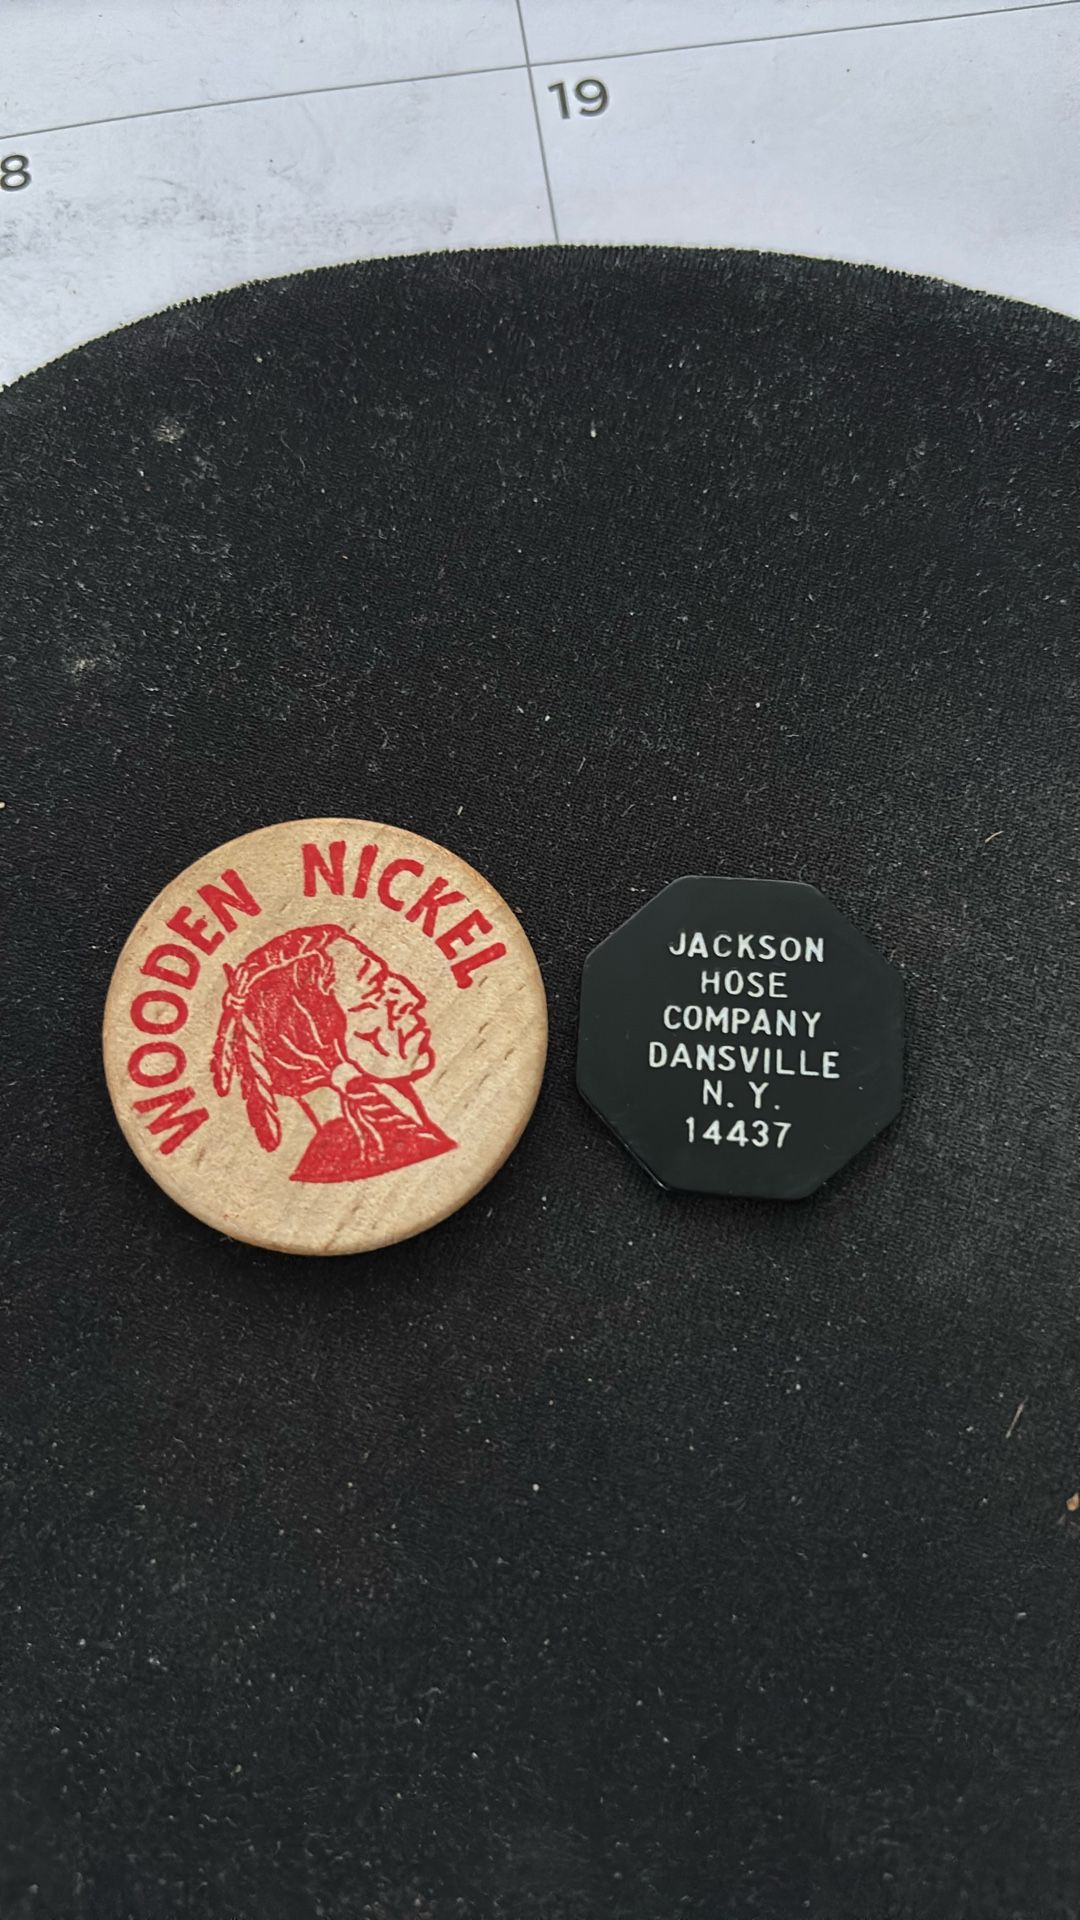 19
8
WOODEN NICKEL
JACKSON
HOSE
COMPANY
DANSVILLE
N. Y.
14437